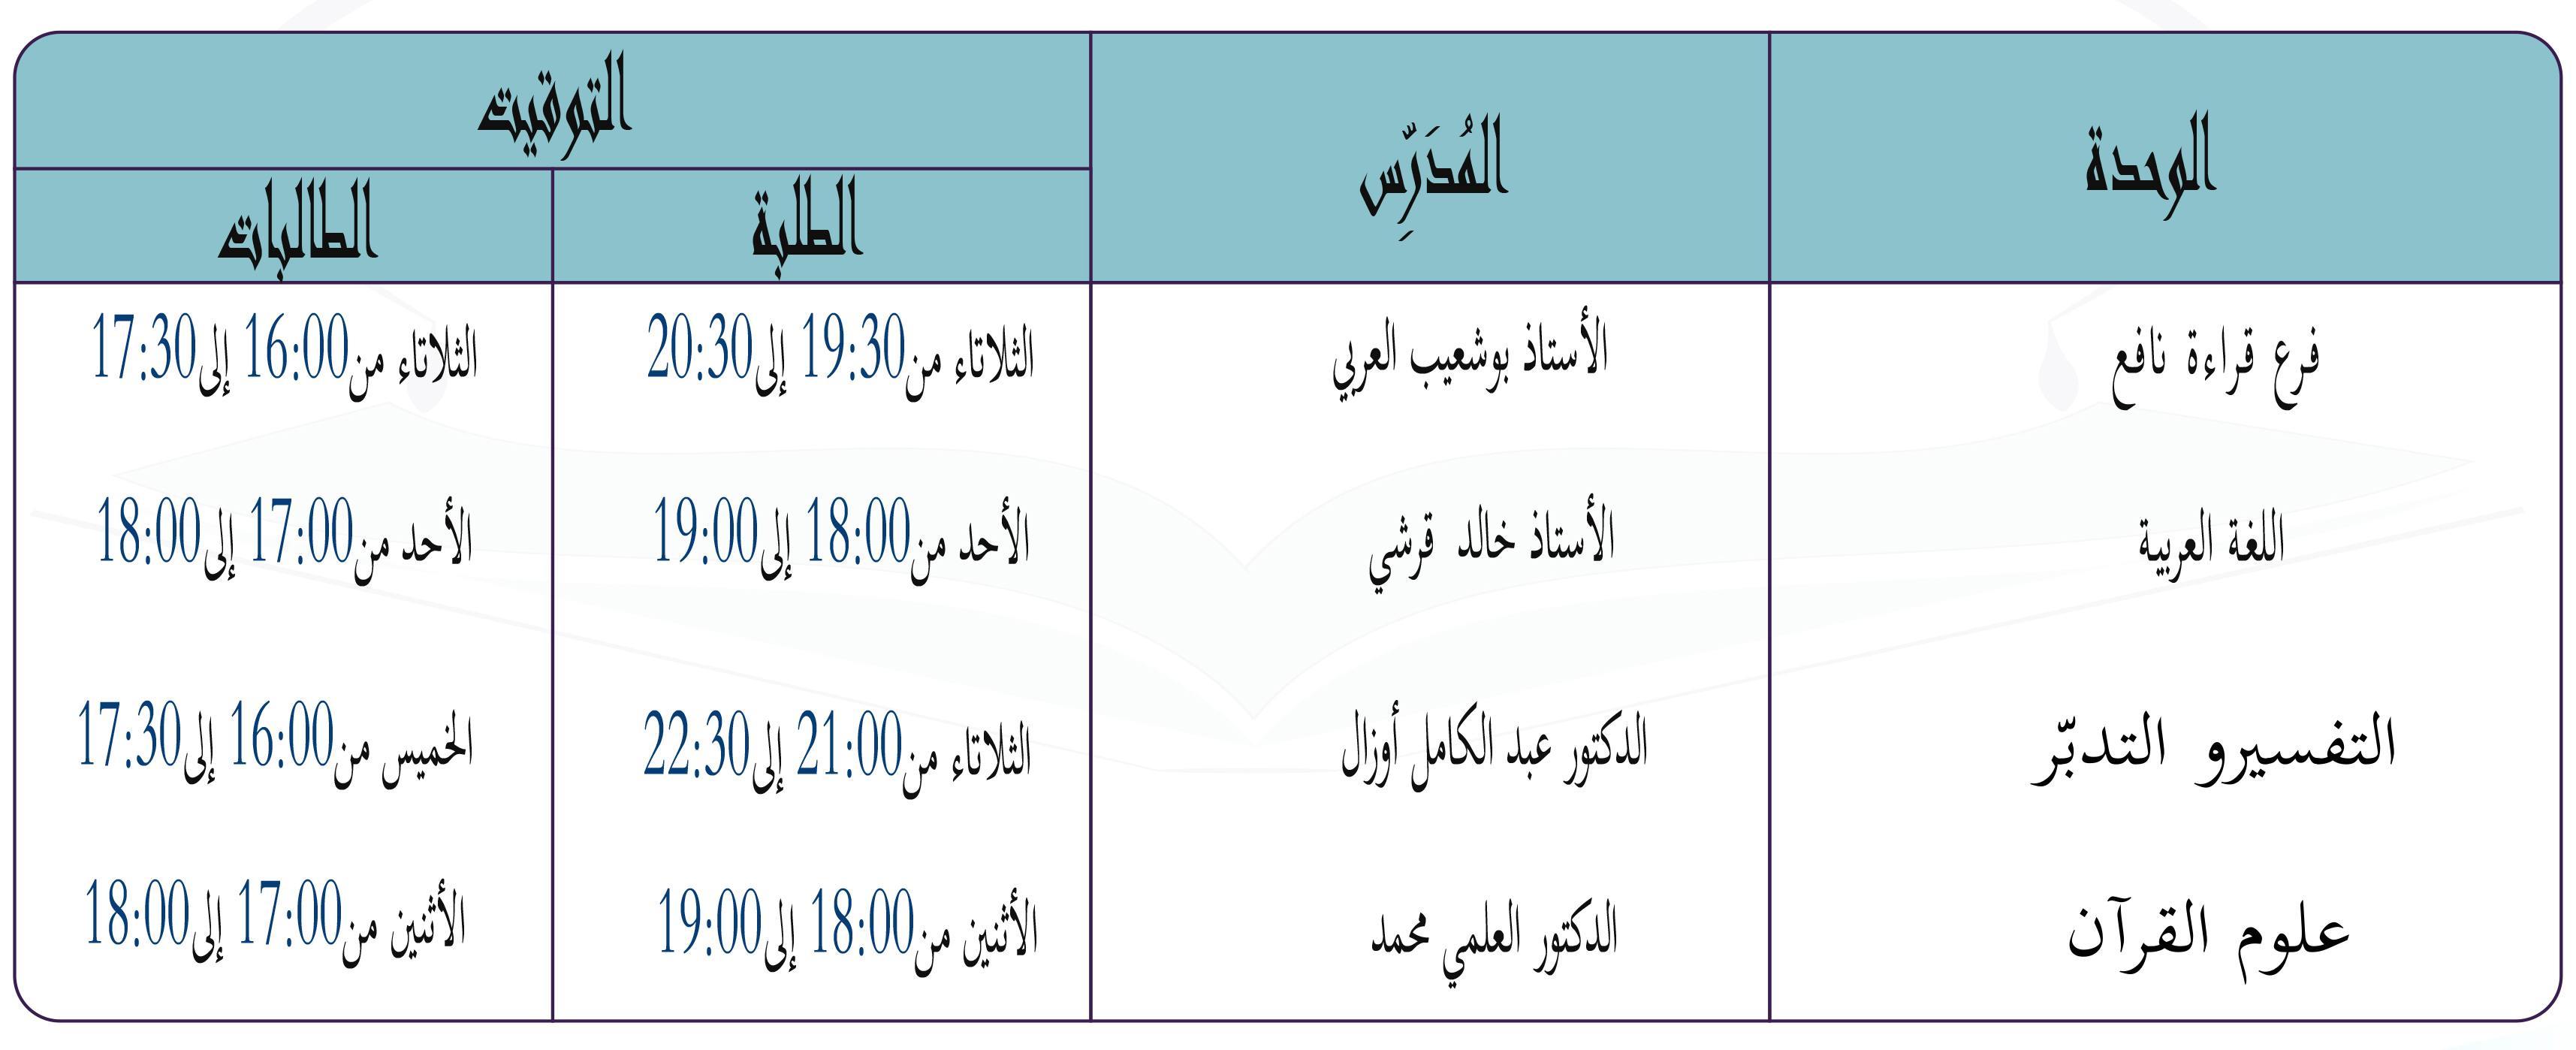 الوحدة
المُدَرِّس
التوقيت
الطلبة
الطالبات
فرع قراءة نافع
الأستاذ بوشعيب العربي
الثلاتاء من 19:30 إلى 20:30
الثلاتاء من 16:00 إلى 17:30
اللغة العربية
الأستاذ خالد قرشي
الأحد من 18:00 إلى 19:00
الأحد من 17:00 إلى 18:00
التفسيرو التدبّر
الدكتور عبد الكامل أوزال
الثلاتاء من 21:00 إلى 22:30
الخميس من 16:00 إلى 17:30
علوم القرآن
الدكتور العلمي محمد
الأثنين من 18:00 إلى 19:00
الأثنين من 17:00 إلى 18:00